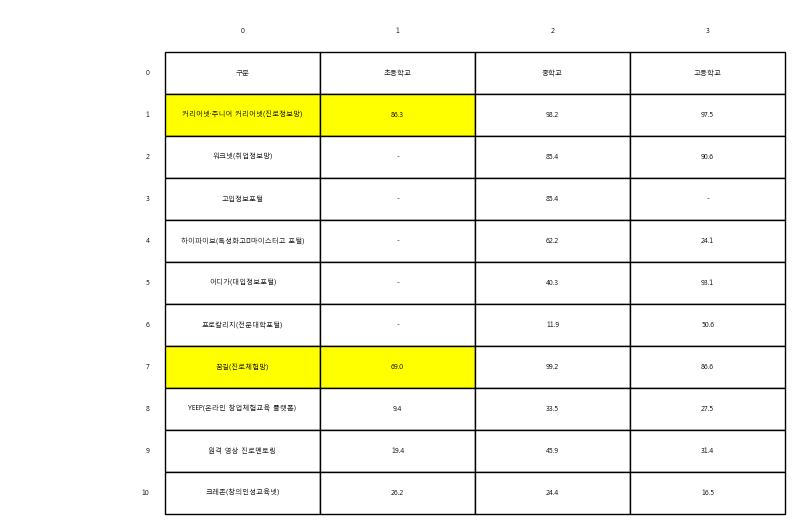 0 1 2 3
0 구분 초등학교 중학교 고등학교
1 커리어넷·주니어 커리어넷(진로정보망) 86.3 98.2 97.5
2 워크넷(취업정보망) - 85.4 90.6
3 고입정보포털 - 85.4 -
4 하이파이브(특성화고□마이스터고 포털) - 62.2 24.1
5 어디가(대입정보포털) - 40.3 93.1
6 프로칼리지(전문대학포털) - 11.9 50.6
7 꿈길(진로체험망) 69.0 99.2 86.6
8 YEEP(온라인 창업체험교육 플랫폼) 9.4 33.5 27.5
9 원격 영상 진로멘토링 19.4 45.9 31.4
10 크레존(창의인성교육넷) 26.2 24.4 16.5